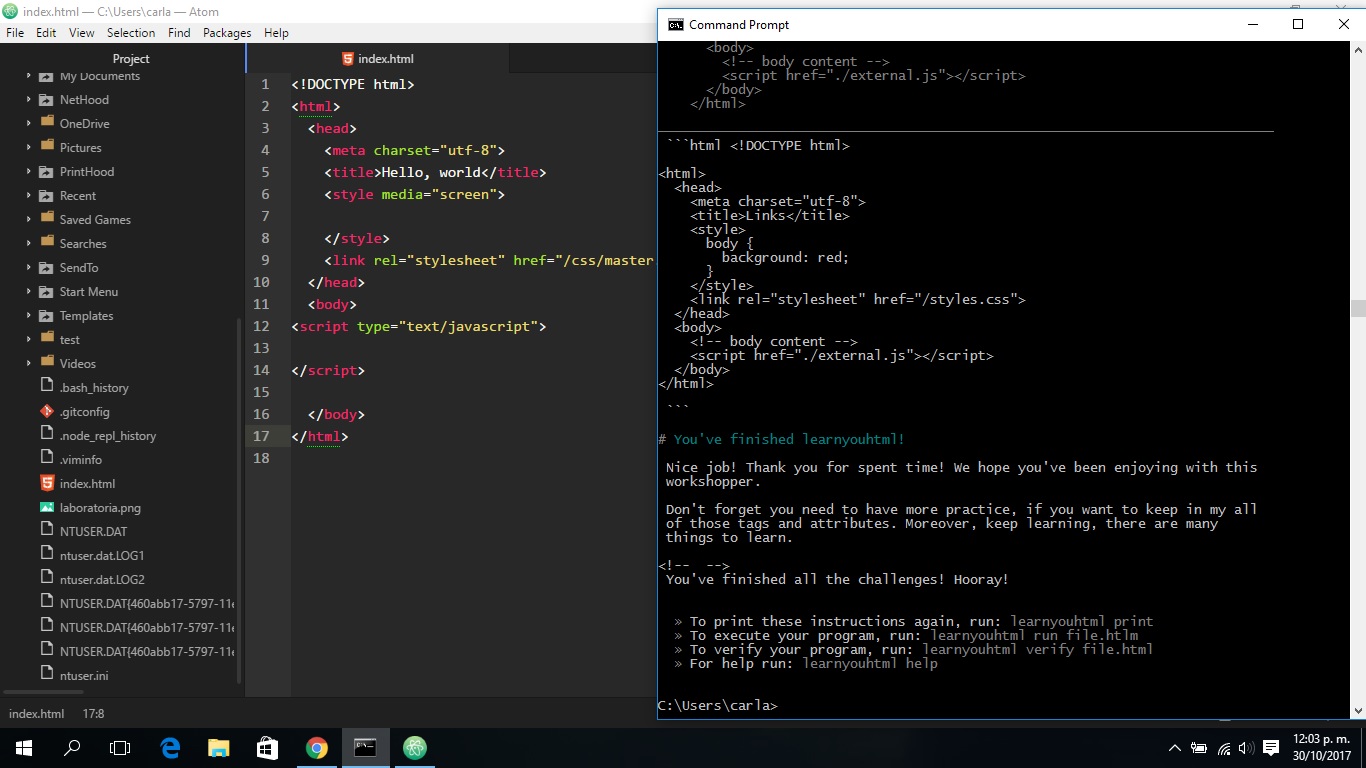 index.html — C:\Users\carla — Atom
File Edit View Selection Find Packages Help
Project
My Documents
NetHood
OneDrive
Pictures
PrintHood
Recent
Saved Games
Searches
SendTo
Start Menu
Templates
test
Videos
.bash_history
.gitconfig
.node_repl_history
.viminfo
index.html
laboratoria.png
NTUSER.DAT
ntuser.dat.LOG1
ntuser.dat.LOG2
NTUSER.DAT{460abb17-5797-11e
NTUSER.DAT{460abb17-5797-11e
NTUSER.DAT{460abb17-5797-11e
ntuser.ini
index.html
1 <!DOCTYPE html>
2 <html>
3 <head>
4 <meta charset="utf-8">
5 <title>Hello, world</title>
6 <style media="screen">
7
8 </style>
9 <link rel="stylesheet" href="/css/master
10 </head>
11 <body>
12 <script type="text/javascript">
13
14 </script>
15
16 </body>
17 </html>
18
index.html 17:8
Command Prompt
<body>
<!-- body content -->
<script href="./external.js"></script>
</body>
</html>
```html <!DOCTYPE html>
<html>
<head>
<meta charset="utf-8">
<title>Links</title>
<style>
body {
background: red;
}
</style>
<link rel="stylesheet" href="/styles.css">
</head>
<body>
<!-- body content -->
<script href="./external.js"></script>
</body>
</html>
```
# You've finished learnyouhtml!
Nice job! Thank you for spent time! We hope you've been enjoying with this
workshopper.
Don't forget you need to have more practice, if you want to keep in my all
of those tags and attributes. Moreover, keep learning, there are many
things to learn.
<!-- -->
You've finished all the challenges! Hooray!
» To print these instructions again, run: learnyouhtml print
» To execute your program, run: learnyouhtml run file.htlm
» To verify your program, run: learnyouhtml verify file.html
» For help run: learnyouhtml help
C:\Users\carla>
12:03 p. m.
30/10/2017